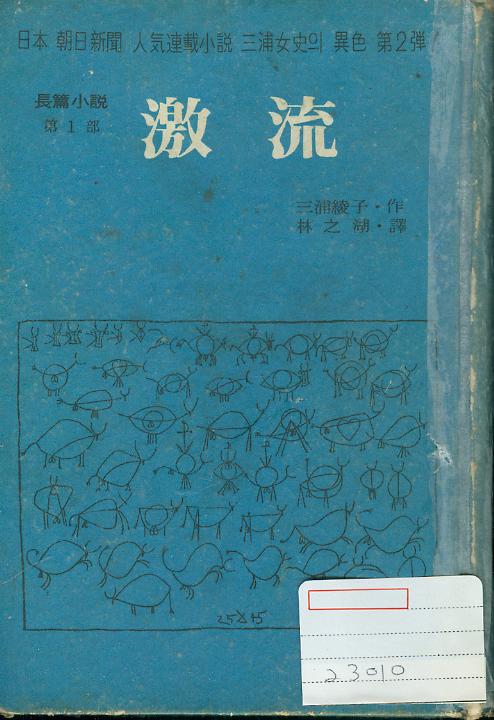 日本 朝日新聞 人気連載小説 三浦女史의 異色 第2弾
長篇小説
第1部
激流
三浦綾子·作
林之湖·譯
23010